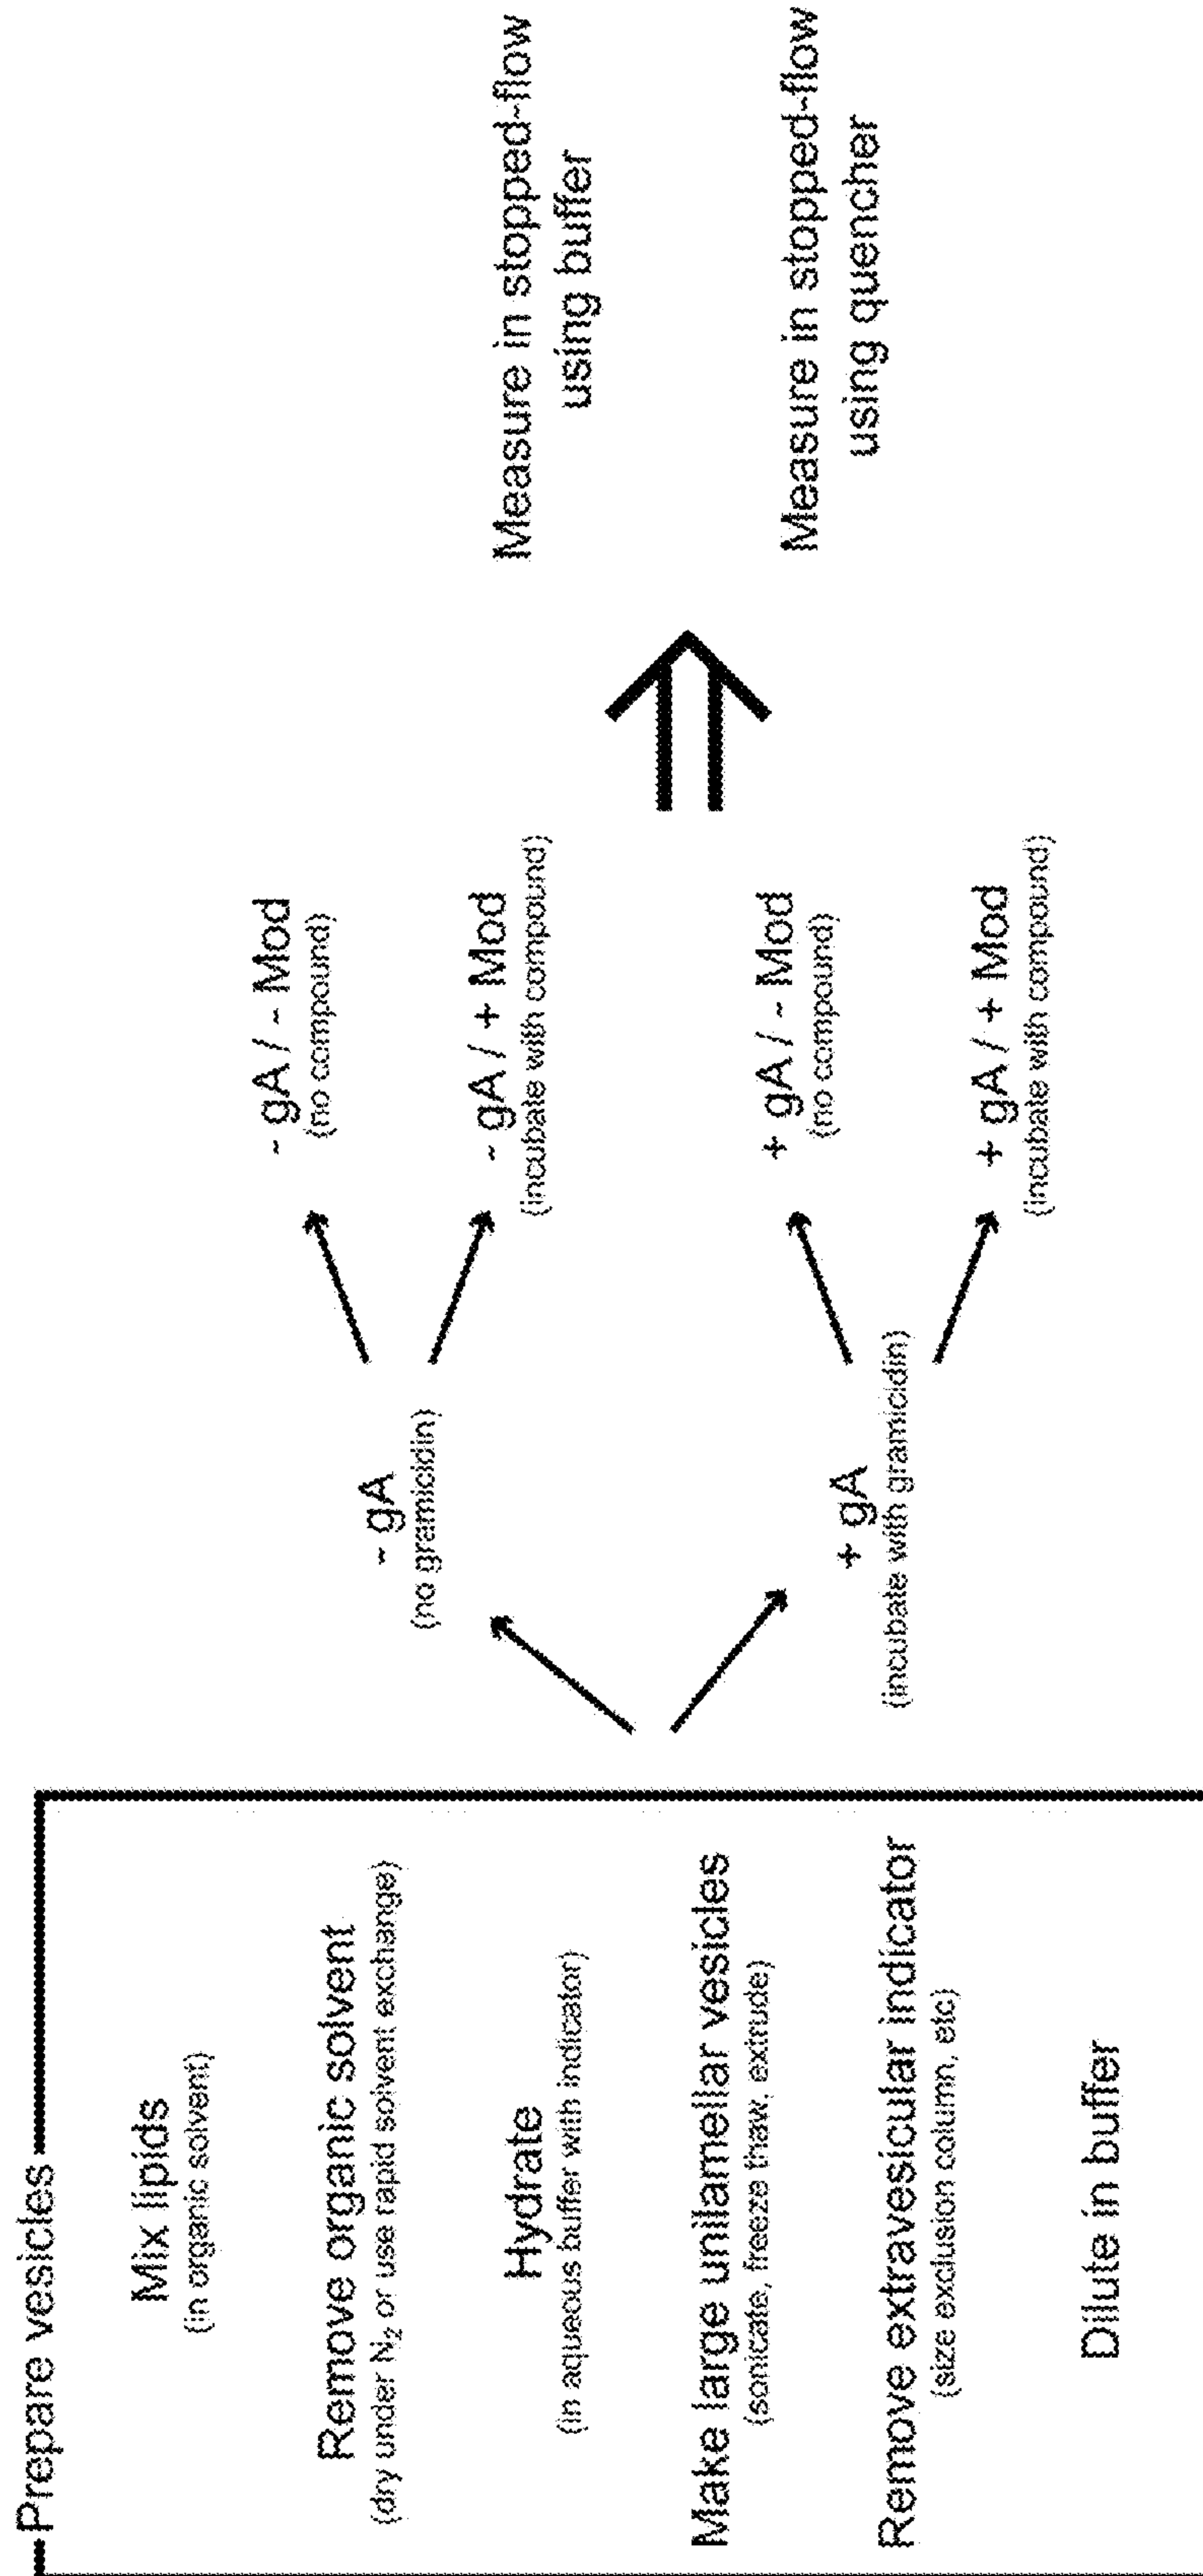 Prepare vesicles
Mix lipids
(in organic solvent)
Remove organic solvent
(dry under N₂ or use rapid solvent exchange)
Hydrate
(in aqueous buffer with indicator)
Make large unilamellar vesicles
(sonicate, freeze thaw, extrude)
Remove extravesicular indicator
(size exclusion column, etc)
Dilute in buffer
- gA
(no gramicidin)
+ gA
(incubate with gramicidin)
- gA / - Mod
(no compound)
- gA / + Mod
(incubate with compound)
+ gA / - Mod
(no compound)
+ gA / + Mod
(incubate with compound)
Measure in stopped-flow
using buffer
Measure in stopped-flow
using quencher